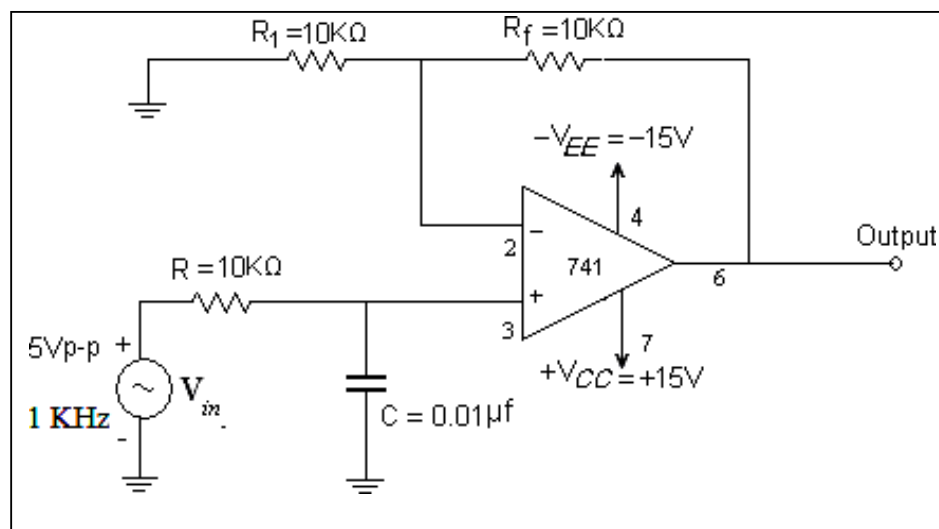 R1=10KΩ
Rf=10KΩ
−VEE=−15V
4
2
−
741
6
Output
R=10KΩ
+
3
7
+VCC=+15V
5Vp-p
+
Vin.
1 KHz
-
C = 0.01µf